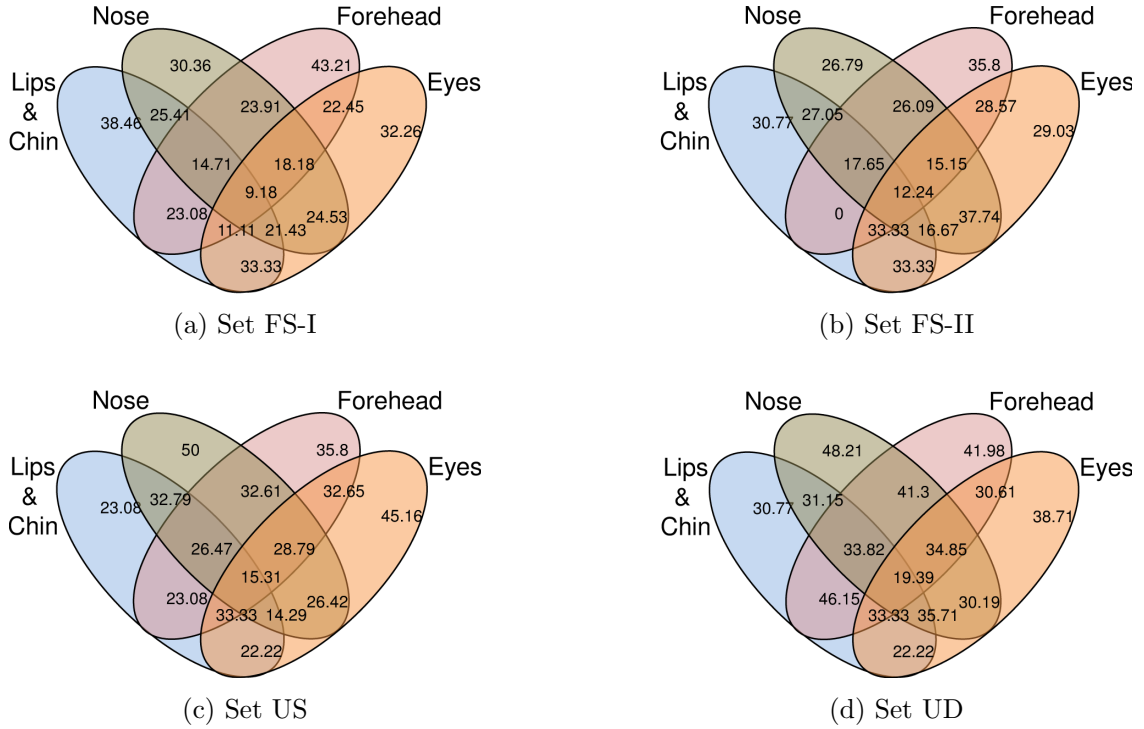 Nose Forehead
Lips & Chin
Eyes
30.36 43.21
38.46 25.41 23.91 22.45 32.26
14.71 18.18
9.18
23.08 11.11 21.43 24.53
33.33
(a) Set FS-I
Nose Forehead
Lips & Chin
Eyes
26.79 35.8
30.77 27.05 26.09 28.57 29.03
17.65 15.15
12.24
0 33.33 16.67 37.74
33.33
(b) Set FS-II
Nose Forehead
Lips & Chin
Eyes
50 35.8
23.08 32.79 32.61 32.65 45.16
26.47 28.79
15.31
23.08 33.33 14.29 26.42
22.22
(c) Set US
Nose Forehead
Lips & Chin
Eyes
48.21 41.98
30.77 31.15 41.3 30.61 38.71
33.82 34.85
19.39
46.15 33.33 35.71 30.19
22.22
(d) Set UD